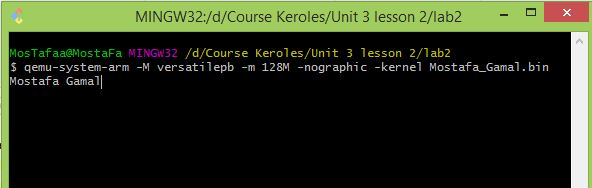 MINGW32:/d/Course Keroles/Unit 3 lesson 2/lab2
MosTafaa@MostaFa MINGW32 /d/Course Keroles/Unit 3 lesson 2/lab2
$ qemu-system-arm -M versatilepb -m 128M -nographic -kernel Mostafa_Gamal.bin
Mostafa Gamal